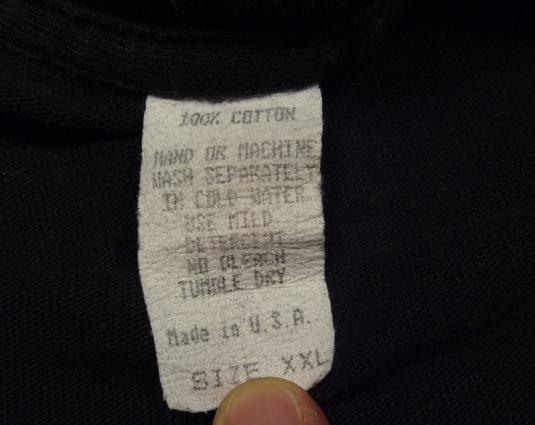 100% COTTON
HAND OR MACHINE
WASH SEPARATELY
IN COLD WATER
USE MILD
DETERGENT
NO BLEACH
TUMBLE DRY
Made in U.S.A.
SIZE XXL